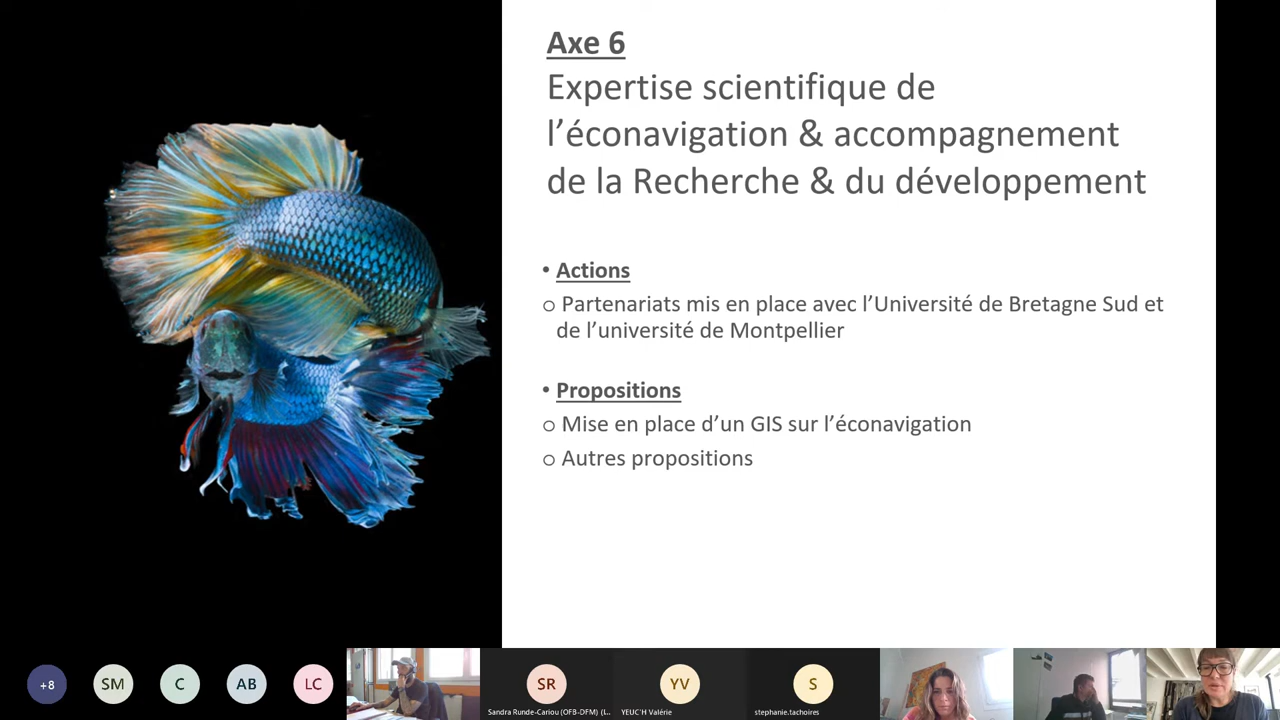 Axe 6
Expertise scientifique de
l’éconavigation & accompagnement
de la Recherche & du développement
• Actions
o Partenariats mis en place avec l’Université de Bretagne Sud et
de l’université de Montpellier
• Propositions
o Mise en place d’un GIS sur l’éconavigation
o Autres propositions
+8
SM
C
AB
LC
SR
YV
S
Sandra Runde-Cariou (OFB-DFM) (I...
YEUC'H Valérie
stephanie.tachoires